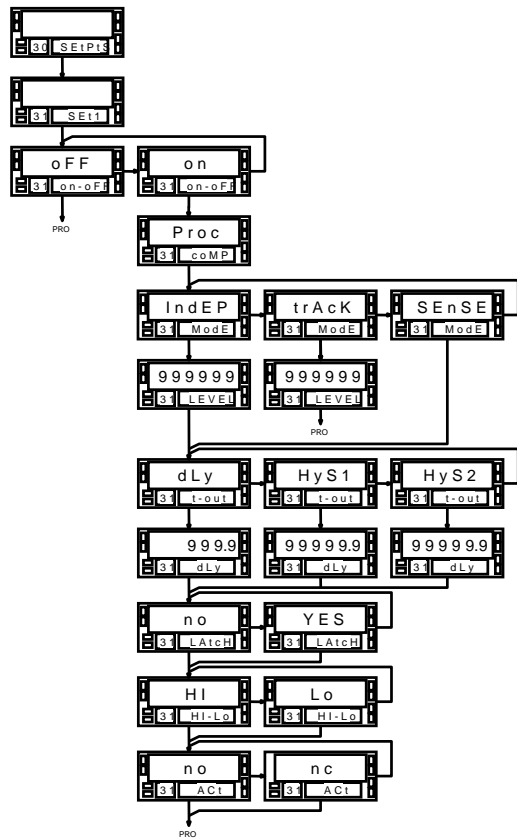 30 SEtPtS
31 SEt1
oFF on
31 on-oFF 31 on-oFF
PRO
Proc
31 coMP
IndEP trAcK SEnSE
31 ModE 31 ModE 31 ModE
999999 999999
31 LEVEL 31 LEVEL
PRO
dLy HyS1 HyS2
31 t-out 31 t-out 31 t-out
999.9 99999.9 99999.9
31 dLy 31 dLy 31 dLy
no YES
31 LAtcH 31 LAtcH
HI Lo
31 HI-Lo 31 HI-Lo
no nc
31 ACt 31 ACt
PRO